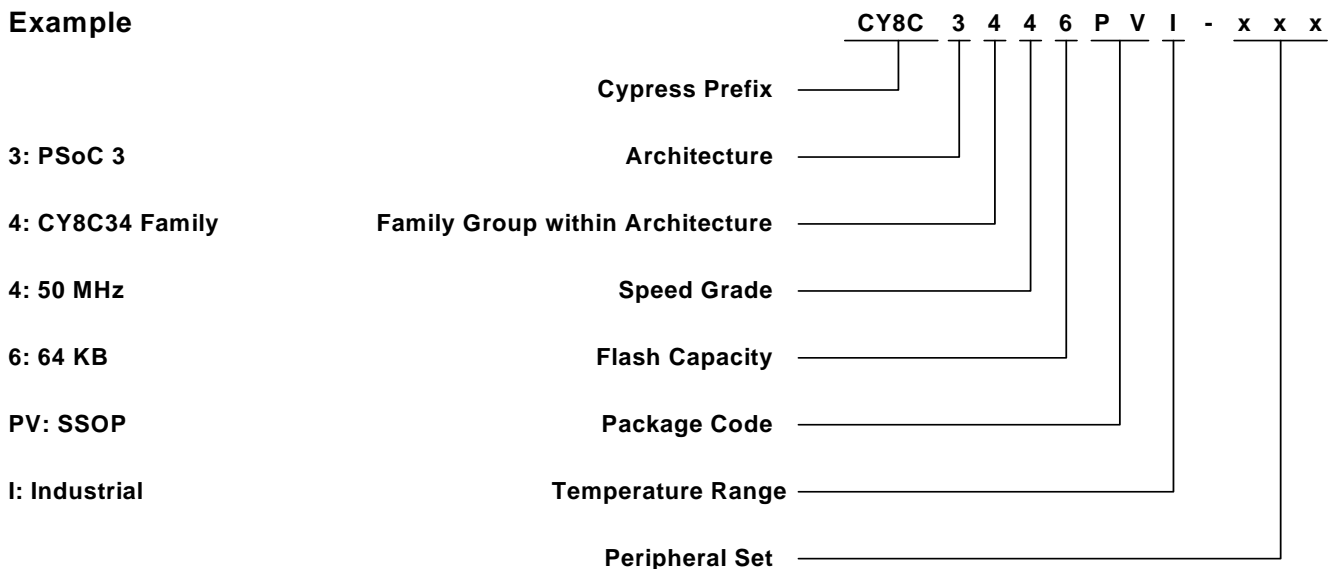 Example CY8C 3 4 4 6 P V I - x x x
Cypress Prefix
3: PSoC 3 Architecture
4: CY8C34 Family Family Group within Architecture
4: 50 MHz Speed Grade
6: 64 KB Flash Capacity
PV: SSOP Package Code
I: Industrial Temperature Range
Peripheral Set